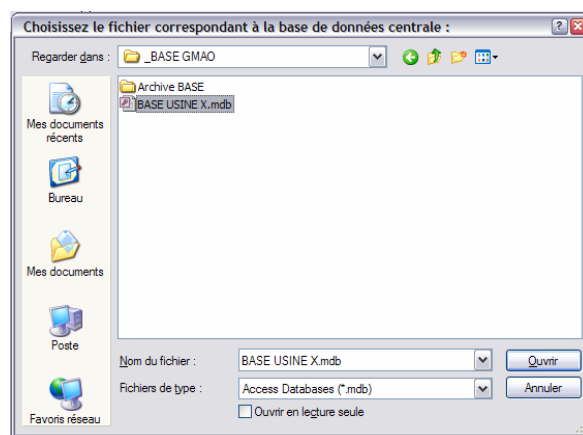 Choisissez le fichier correspondant à la base de données centrale :
Regarder dans :
_BASE GMAO
Archive BASE
BASE USINE X.mdb
Mes documents
récents
Bureau
Mes documents
Poste
Favoris réseau
Nom du fichier :
BASE USINE X.mdb
Ouvrir
Fichiers de type :
Access Databases (*.mdb)
Annuler
Ouvrir en lecture seule